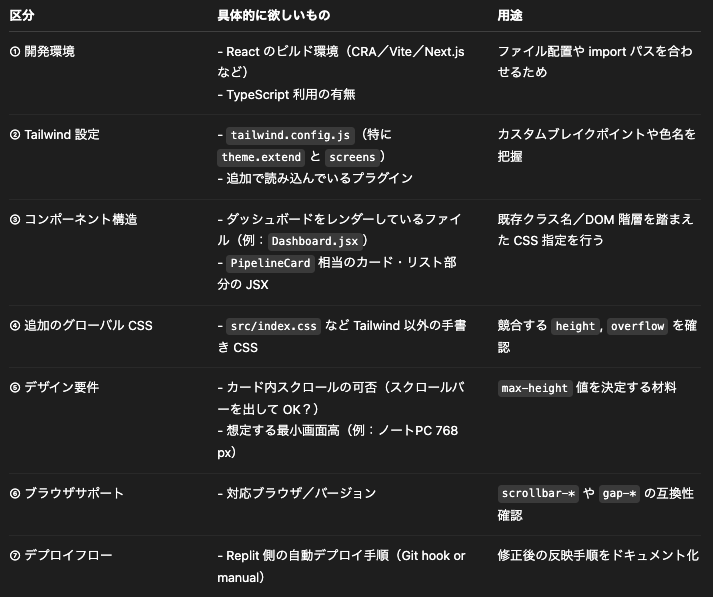 区分 具体的に欲しいもの 用途
① 開発環境
- React のビルド環境（CRA／Vite／Next.js
など）
- TypeScript 利用の有無
ファイル配置や import パスを合わ
せるため
② Tailwind 設定
- tailwind.config.js（特に
theme.extend と screens）
- 追加で読み込んでいるプラグイン
カスタムブレイクポイントや色名を
把握
③ コンポーネント構造
- ダッシュボードをレンダーしているファイ
ル（例：Dashboard.jsx）
- PipelineCard 相当のカード・リスト部
分の JSX
既存クラス名／DOM 階層を踏まえ
た CSS 指定を行う
④ 追加のグローバル CSS
- src/index.css など Tailwind 以外の手書
き CSS
競合する height, overflow を確
認
⑤ デザイン要件
- カード内スクロールの可否（スクロールバ
ーを出して OK？）
- 想定する最小画面高（例：ノートPC 768
px）
max-height 値を決定する材料
⑥ ブラウザサポート
- 対応ブラウザ／バージョン
scrollbar-* や gap-* の互換性
確認
⑦ デプロイフロー
- Replit 側の自動デプロイ手順（Git hook or
manual）
修正後の反映手順をドキュメント化